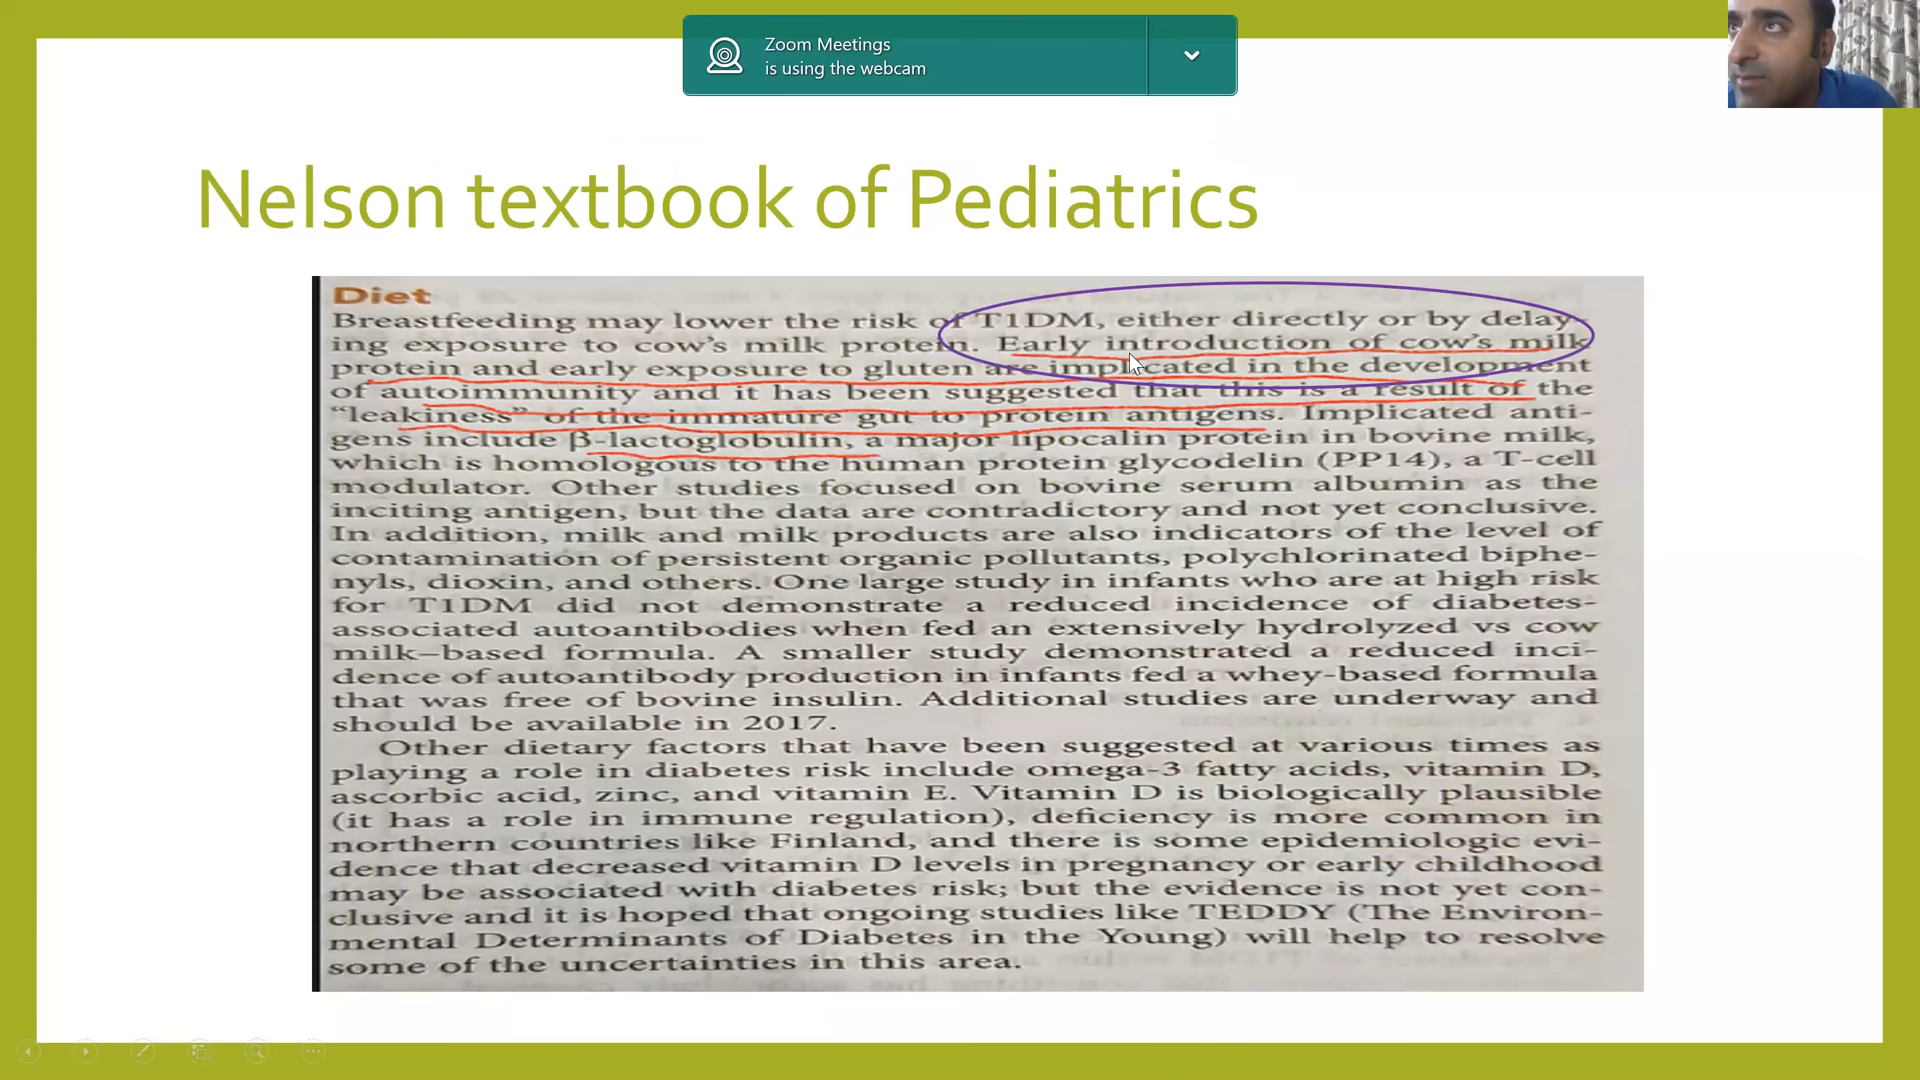 Zoom Meetings
is using the webcam
Nelson textbook of Pediatrics
Diet
Breastfeeding may lower the risk of T1DM, either directly or by delay-
ing exposure to cow's milk protein. Early introduction of cow's milk
protein and early exposure to gluten are implicated in the development
of autoimmunity and it has been suggested that this is a result of the
"leakiness" of the immature gut to protein antigens. Implicated anti-
gens include β-lactoglobulin, a major lipocalin protein in bovine milk,
which is homologous to the human protein glycodelin (PP14), a T-cell
modulator. Other studies focused on bovine serum albumin as the
inciting antigen, but the data are contradictory and not yet conclusive.
In addition, milk and milk products are also indicators of the level of
contamination of persistent organic pollutants, polychlorinated biphe-
nyls, dioxin, and others. One large study in infants who are at high risk
for T1DM did not demonstrate a reduced incidence of diabetes-
associated autoantibodies when fed an extensively hydrolyzed vs cow
milk–based formula. A smaller study demonstrated a reduced inci-
dence of autoantibody production in infants fed a whey-based formula
that was free of bovine insulin. Additional studies are underway and
should be available in 2017.
Other dietary factors that have been suggested at various times as
playing a role in diabetes risk include omega-3 fatty acids, vitamin D,
ascorbic acid, zinc, and vitamin E. Vitamin D is biologically plausible
(it has a role in immune regulation), deficiency is more common in
northern countries like Finland, and there is some epidemiologic evi-
dence that decreased vitamin D levels in pregnancy or early childhood
may be associated with diabetes risk; but the evidence is not yet con-
clusive and it is hoped that ongoing studies like TEDDY (The Environ-
mental Determinants of Diabetes in the Young) will help to resolve
some of the uncertainties in this area.